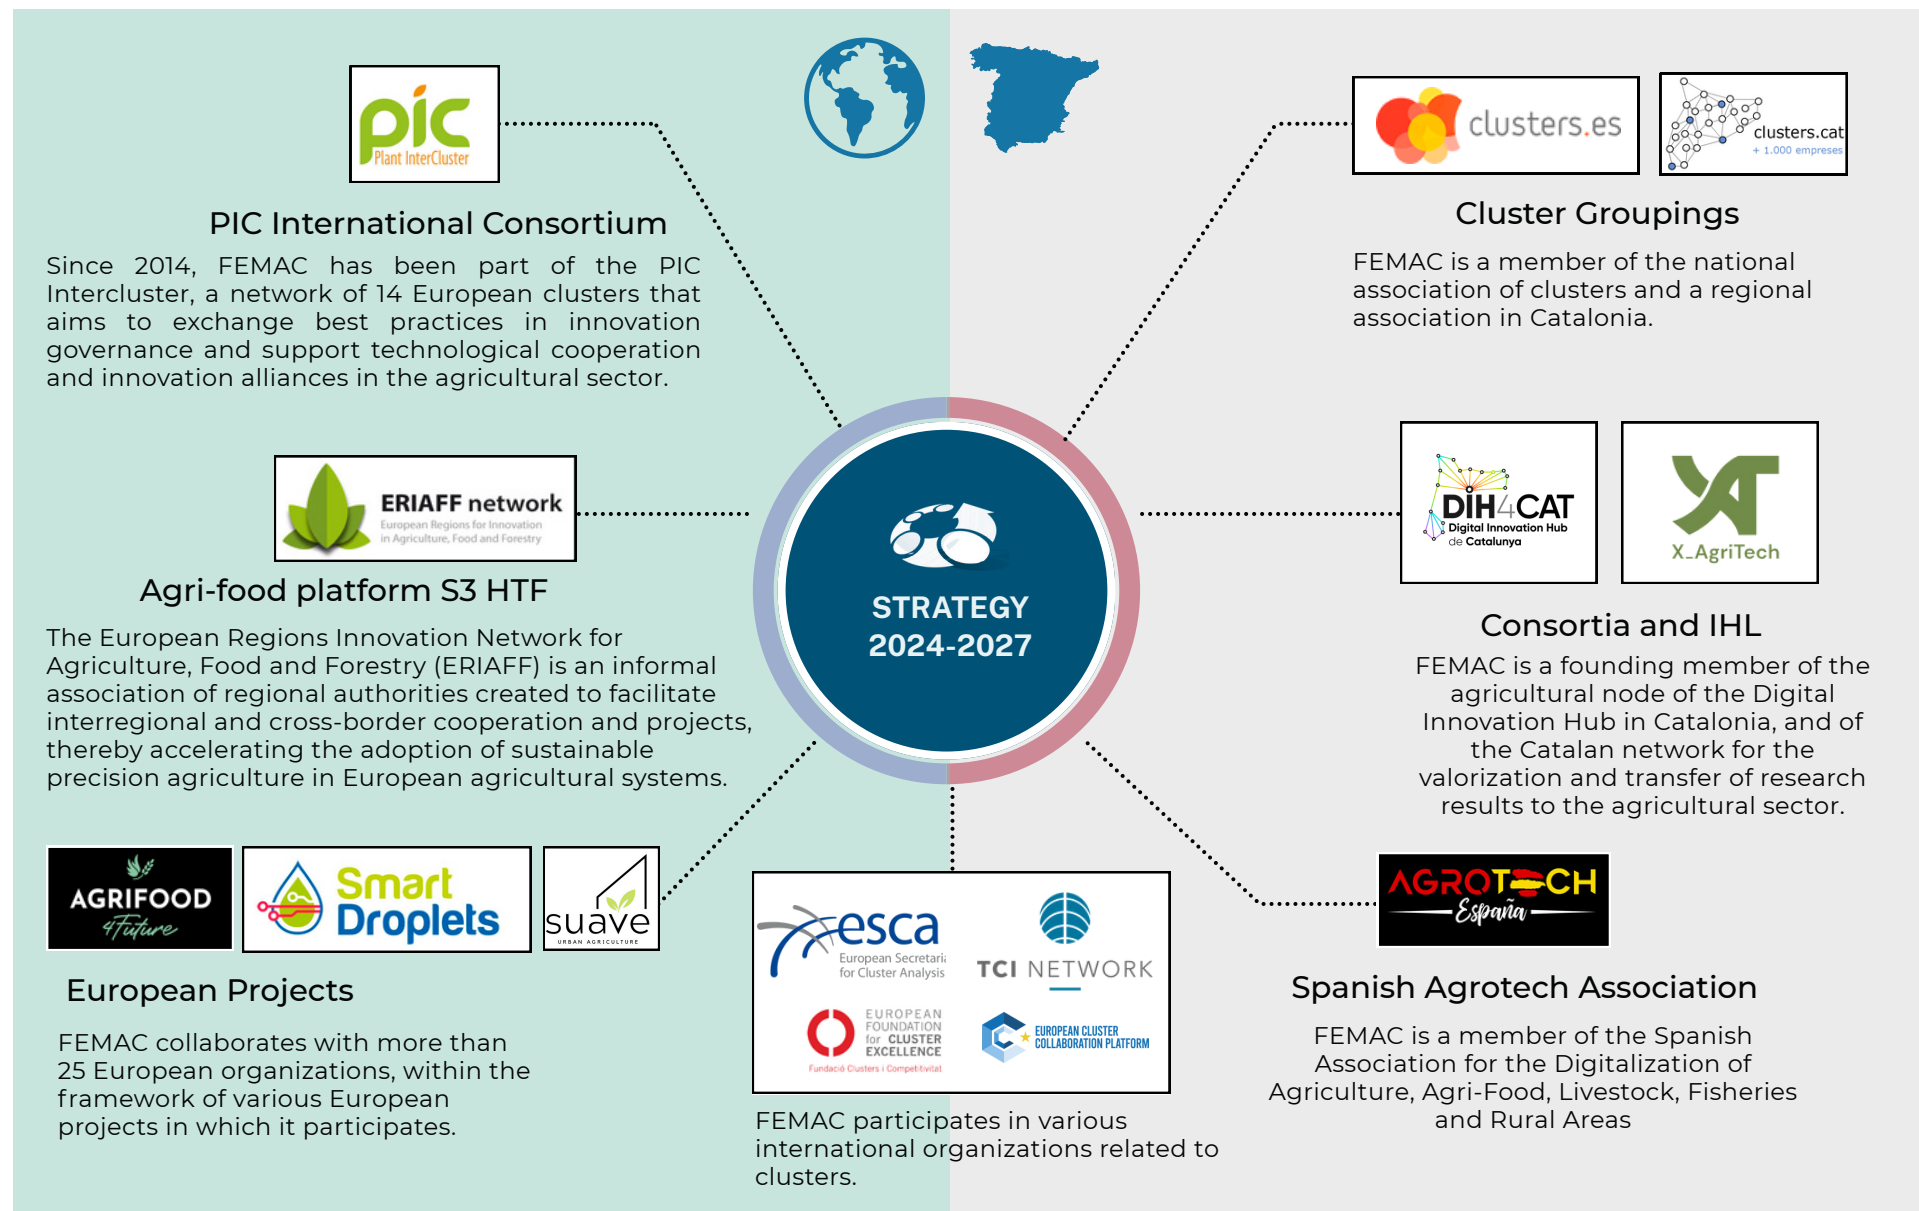 pic
Plant InterCluster
PIC International Consortium
Since 2014, FEMAC has been part of the PIC
Intercluster, a network of 14 European clusters that
aims to exchange best practices in innovation
governance and support technological cooperation
and innovation alliances in the agricultural sector.
ERIAFF network
European Regions for Innovation
in Agriculture, Food and Forestry
Agri-food platform S3 HTF
The European Regions Innovation Network for
Agriculture, Food and Forestry (ERIAFF) is an informal
association of regional authorities created to facilitate
interregional and cross-border cooperation and projects,
thereby accelerating the adoption of sustainable
precision agriculture in European agricultural systems.
AGRIFOOD
4Future
Smart
Droplets
suave
URBAN AGRICULTURE
European Projects
FEMAC collaborates with more than
25 European organizations, within the
framework of various European
projects in which it participates.
STRATEGY
2024-2027
esca
European Secretari
for Cluster Analysis
TCI NETWORK
EUROPEAN
FOUNDATION
for CLUSTER
EXCELLENCE
Fundació Clusters i Competitivitat
EUROPEAN CLUSTER
COLLABORATION PLATFORM
FEMAC participates in various
international organizations related to
clusters.
clusters.es
clusters.cat
+ 1.000 empreses
Cluster Groupings
FEMAC is a member of the national
association of clusters and a regional
association in Catalonia.
DIH4CAT
Digital Innovation Hub
de Catalunya
XAT
X_AgriTech
Consortia and IHL
FEMAC is a founding member of the
agricultural node of the Digital
Innovation Hub in Catalonia, and of
the Catalan network for the
valorization and transfer of research
results to the agricultural sector.
AGROTECH
España
Spanish Agrotech Association
FEMAC is a member of the Spanish
Association for the Digitalization of
Agriculture, Agri-Food, Livestock, Fisheries
and Rural Areas